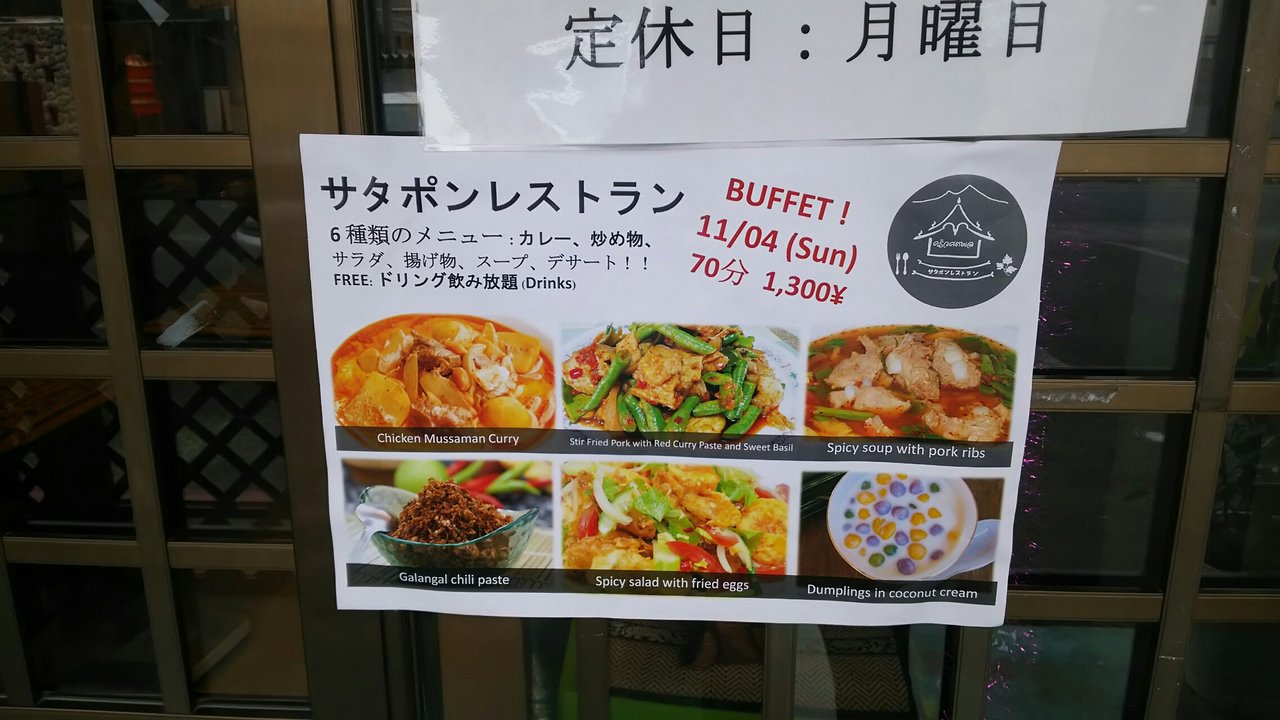 定休日：月曜日
サタポンレストラン
6 種類のメニュー : カレー、炒め物、
サラダ、揚げ物、スープ、デザート！！
FREE: ドリング飲み放題 (Drinks)
BUFFET !
11/04 (Sun)
70分 1,300¥
サタポンレストラン
Chicken Mussaman Curry
Stir Fried Pork with Red Curry Paste and Sweet Basil
Spicy soup with pork ribs
Galangal chili paste
Spicy salad with fried eggs
Dumplings in coconut cream